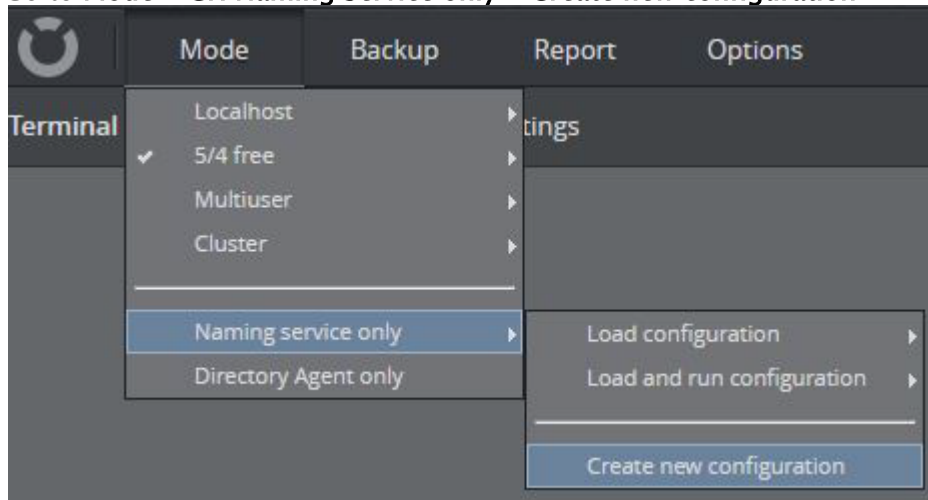 Mode Backup Report Options
Terminal tings
Localhost
5/4 free
Multiuser
Cluster
Naming service only
Load configuration
Directory Agent only
Load and run configuration
Create new configuration